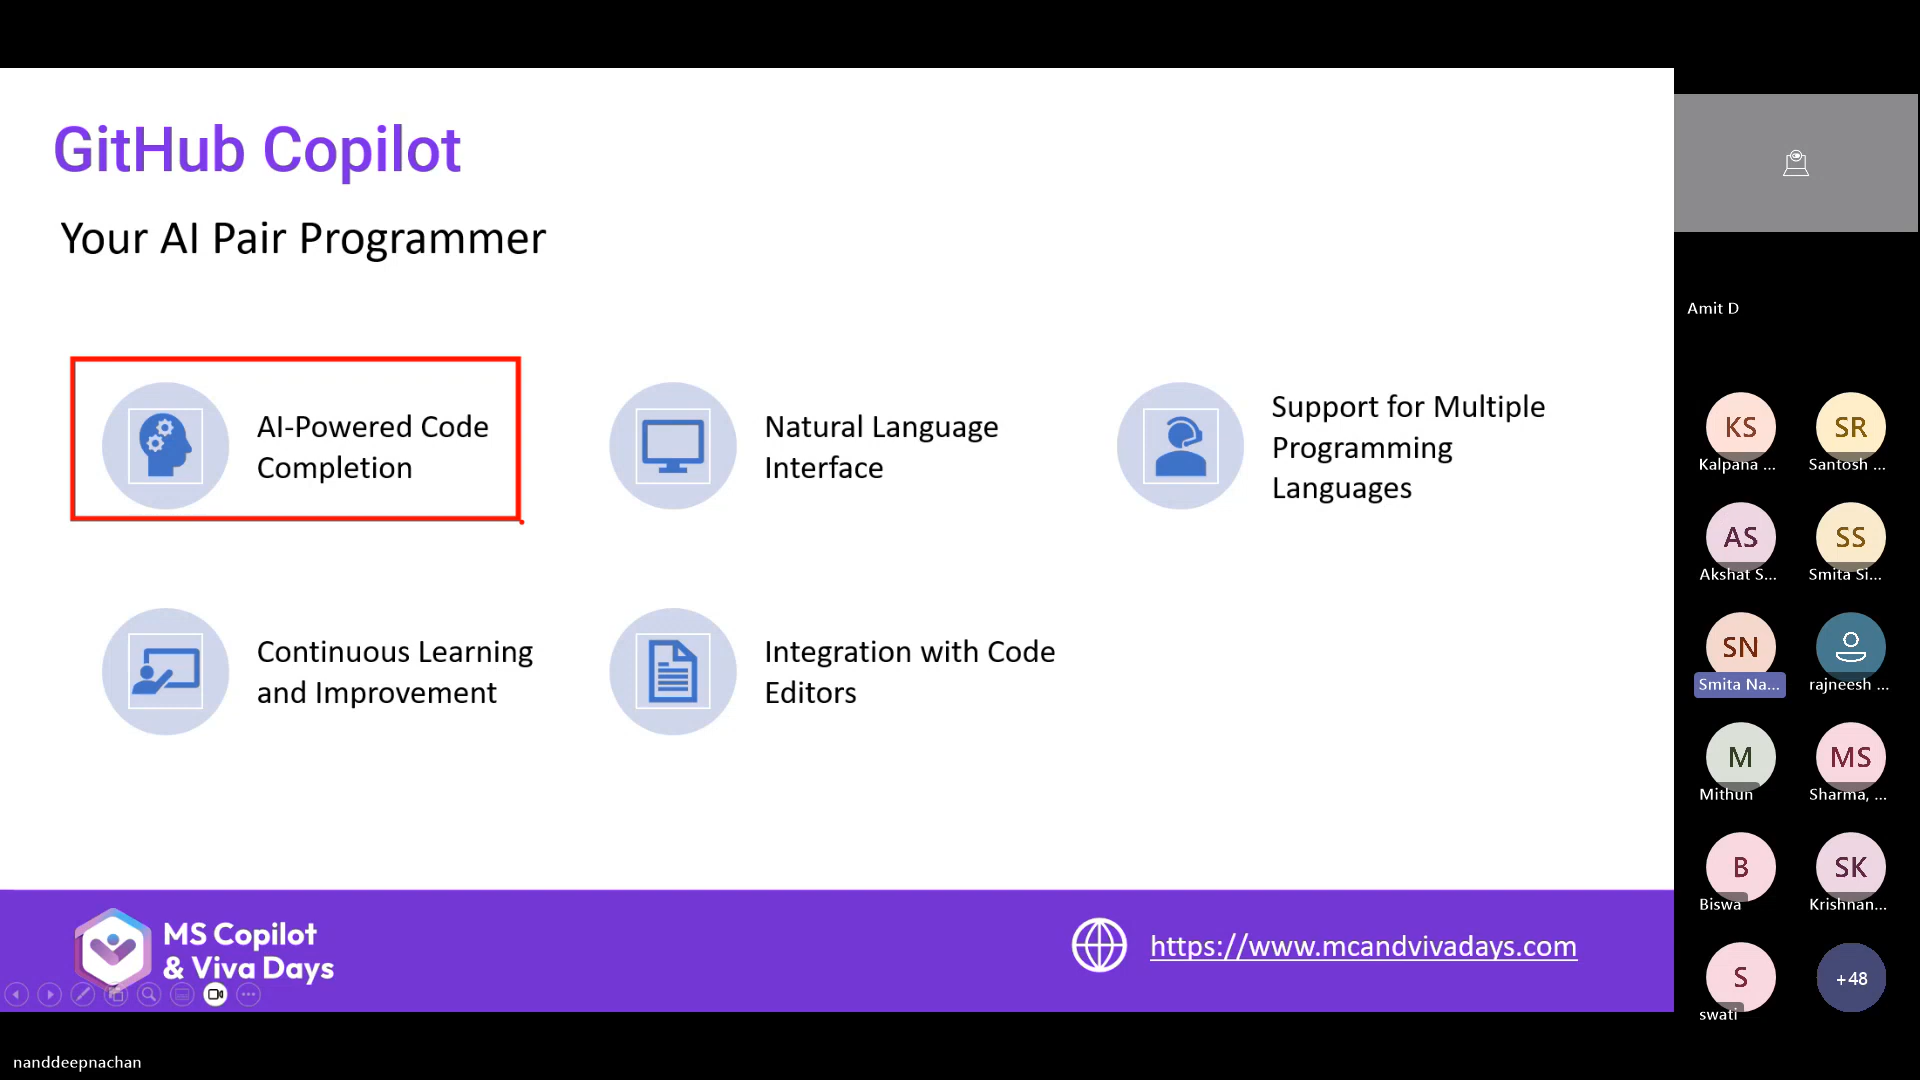 GitHub Copilot
Your AI Pair Programmer
AI-Powered Code
Completion
Natural Language
Interface
Support for Multiple
Programming
Languages
Continuous Learning
and Improvement
Integration with Code
Editors
MS Copilot
& Viva Days
https://www.mcandvivadays.com
nanddeepnachan
Amit D
KS
Kalpana ...
SR
Santosh ...
AS
Akshat S...
SS
Smita Si...
SN
Smita Na...
rajneesh ...
M
Mithun
MS
Sharma, ...
B
Biswa
SK
Krishnan...
S
swati
+48